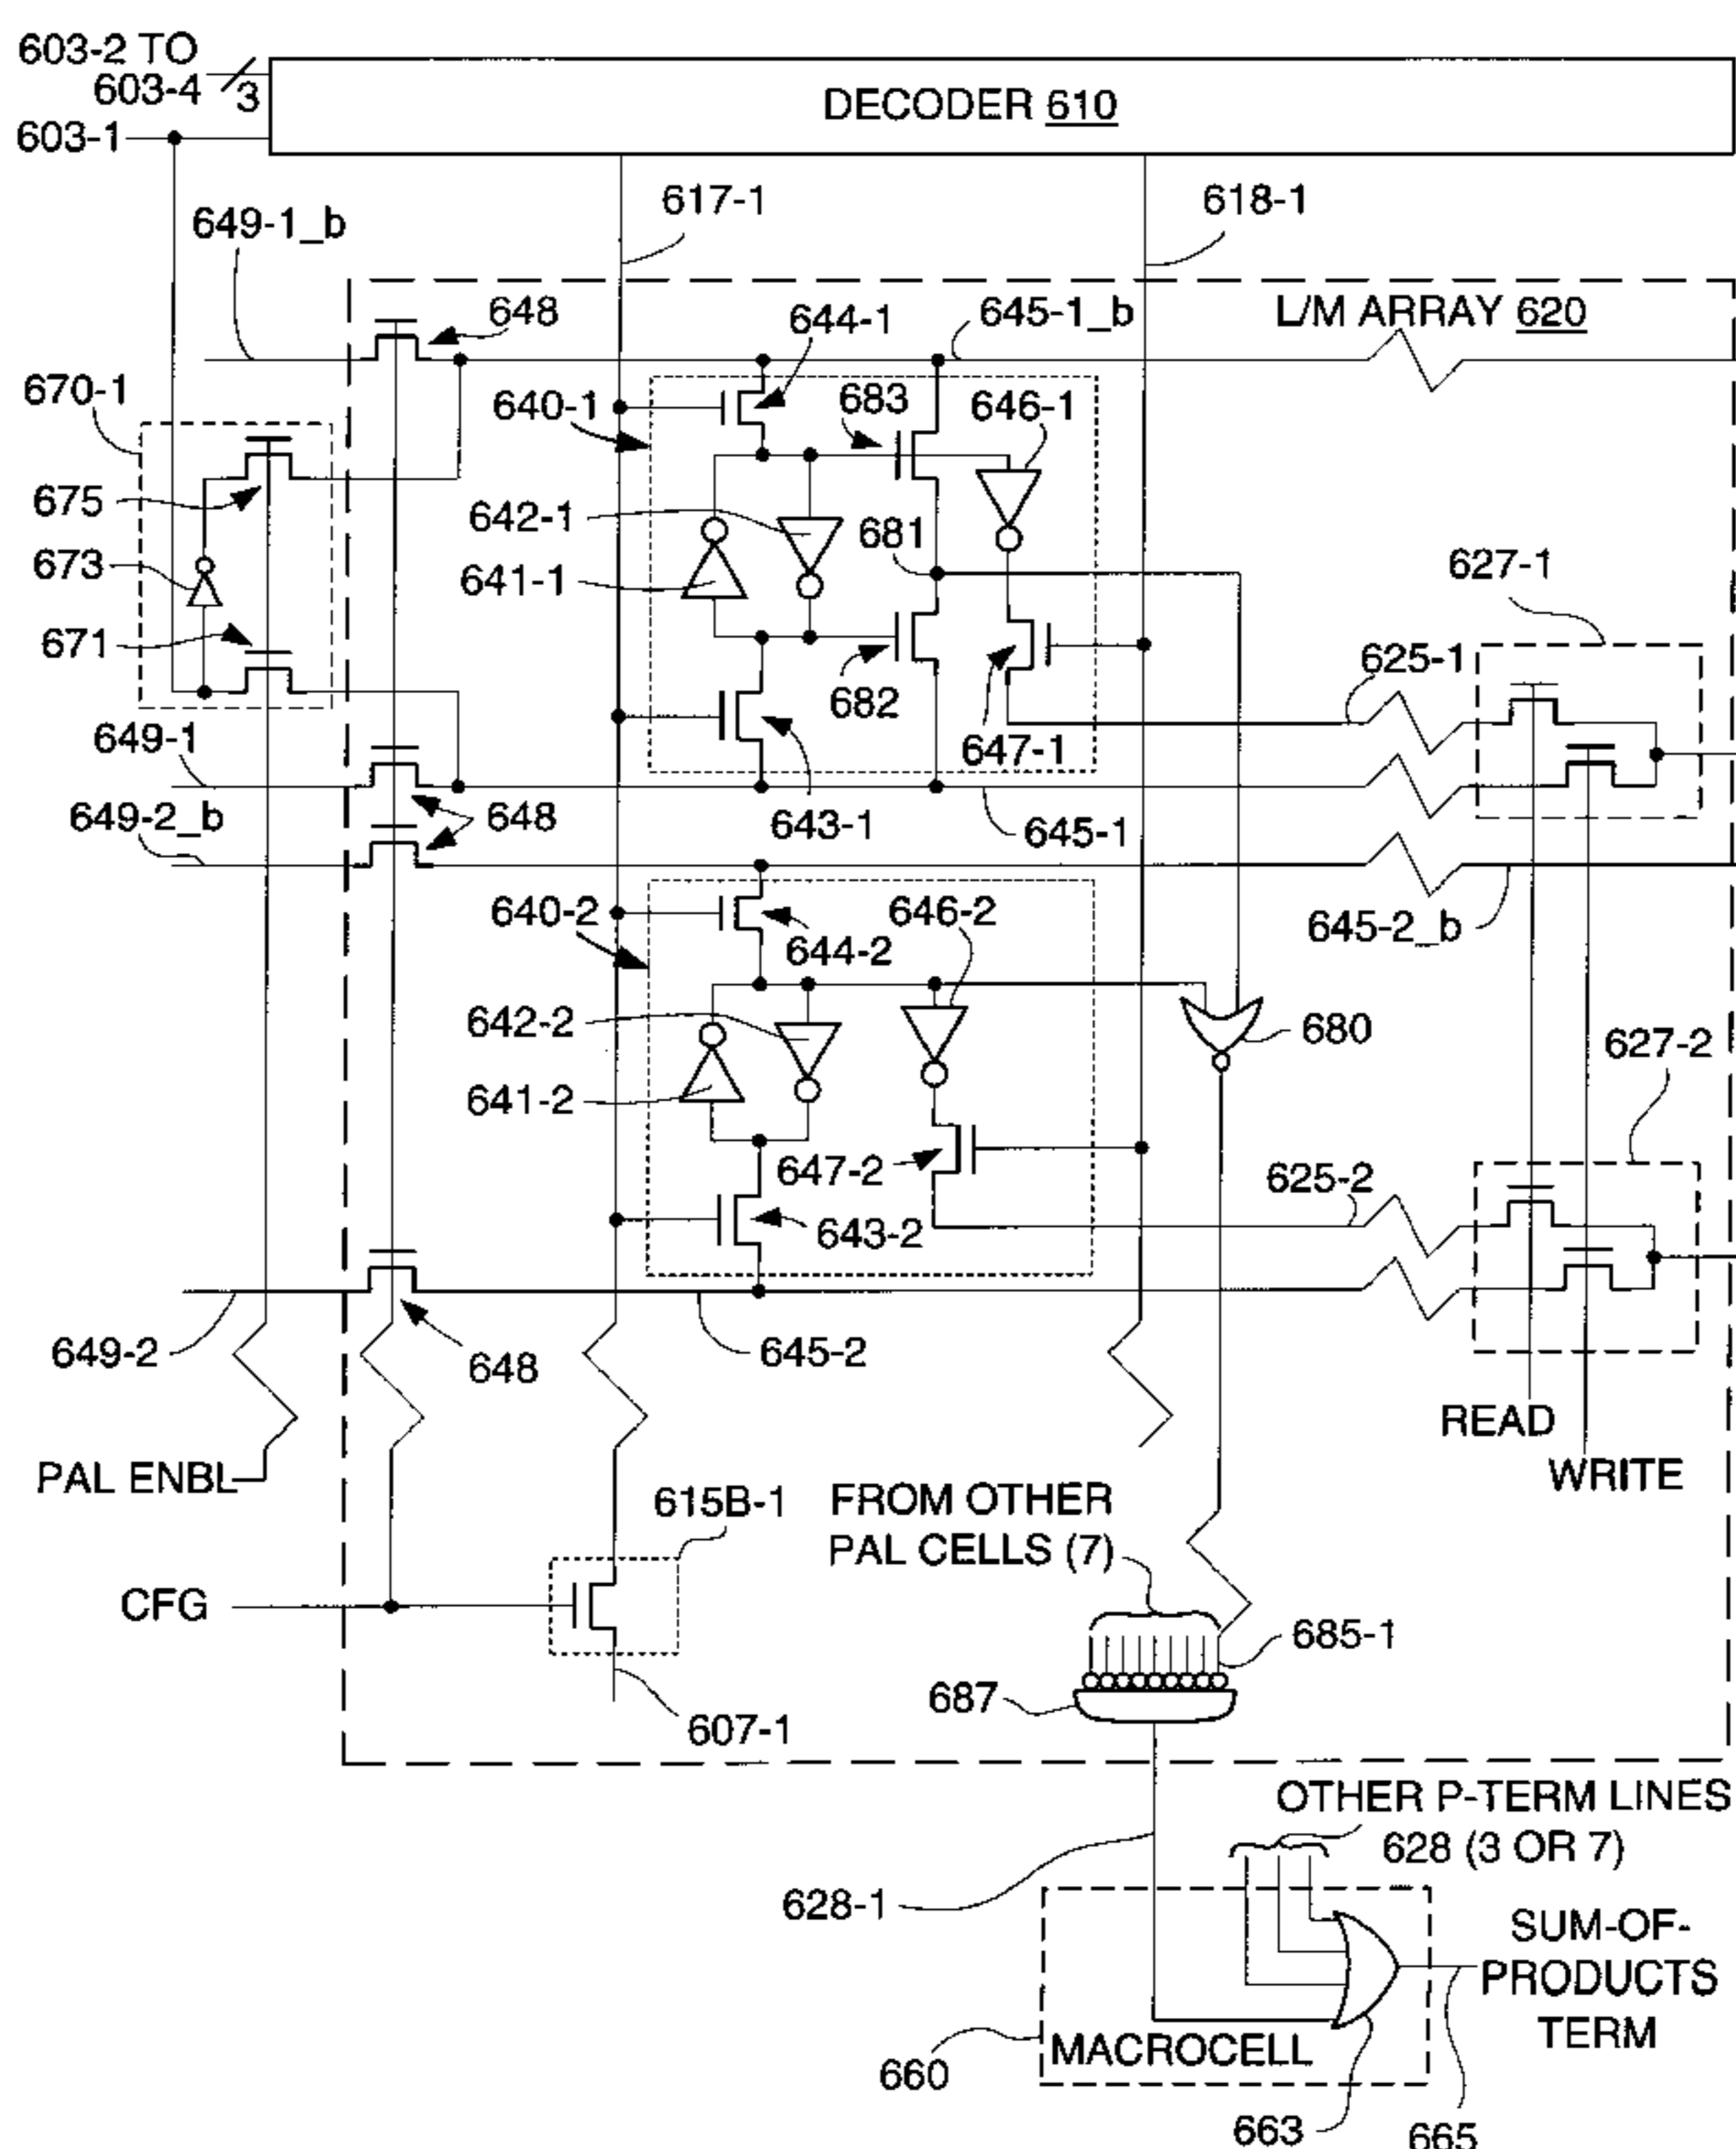 603-2 TO
603-4
3
603-1
DECODER 610
617-1
618-1
649-1_b
648
644-1
645-1_b
L/M ARRAY 620
670-1
640-1
683
646-1
675
642-1
681
627-1
673
641-1
671
682
625-1
649-1
647-1
649-2_b
648
643-1
645-1
640-2
646-2
644-2
645-2_b
642-2
680
627-2
641-2
647-2
625-2
643-2
649-2
648
645-2
READ
PAL ENBL
WRITE
615B-1
FROM OTHER
PAL CELLS (7)
CFG
685-1
687
607-1
OTHER P-TERM LINES
628 (3 OR 7)
628-1
SUM-OF-
PRODUCTS
TERM
MACROCELL
660
663
665